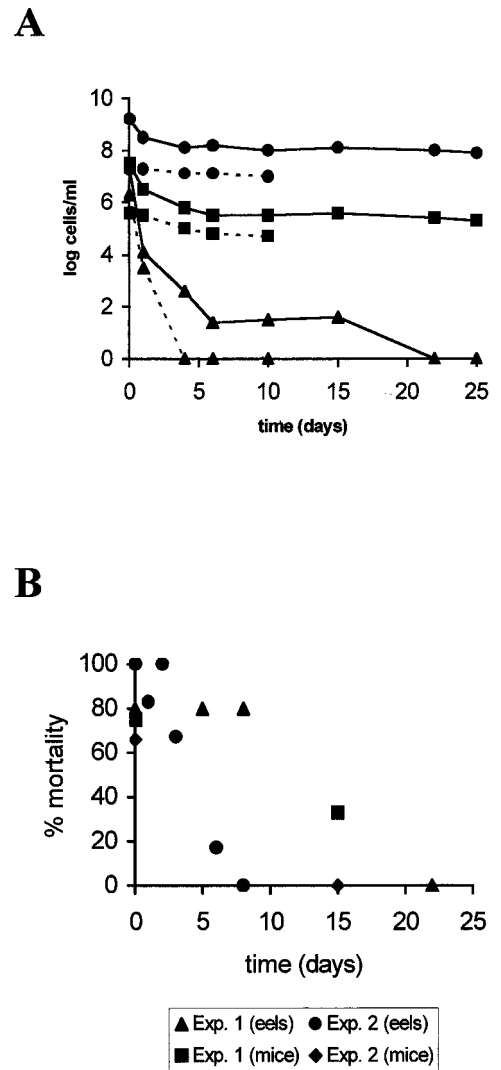 A
10
8
6
4
2
0
log cells/ml
0 5 10 15 20 25
time (days)
B
100
80
60
40
20
0
% mortality
0 5 10 15 20 25
time (days)
Exp. 1 (eels) Exp. 2 (eels)
Exp. 1 (mice) Exp. 2 (mice)